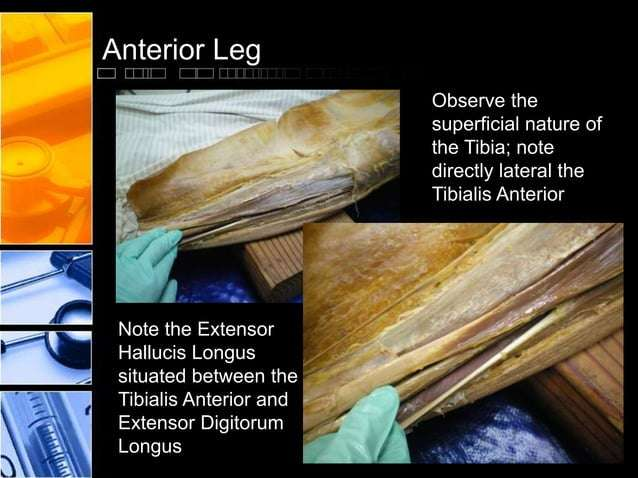 Anterior Leg
Observe the
superficial nature of
the Tibia; note
directly lateral the
Tibialis Anterior
Note the Extensor
Hallucis Longus
situated between the
Tibialis Anterior and
Extensor Digitorum
Longus